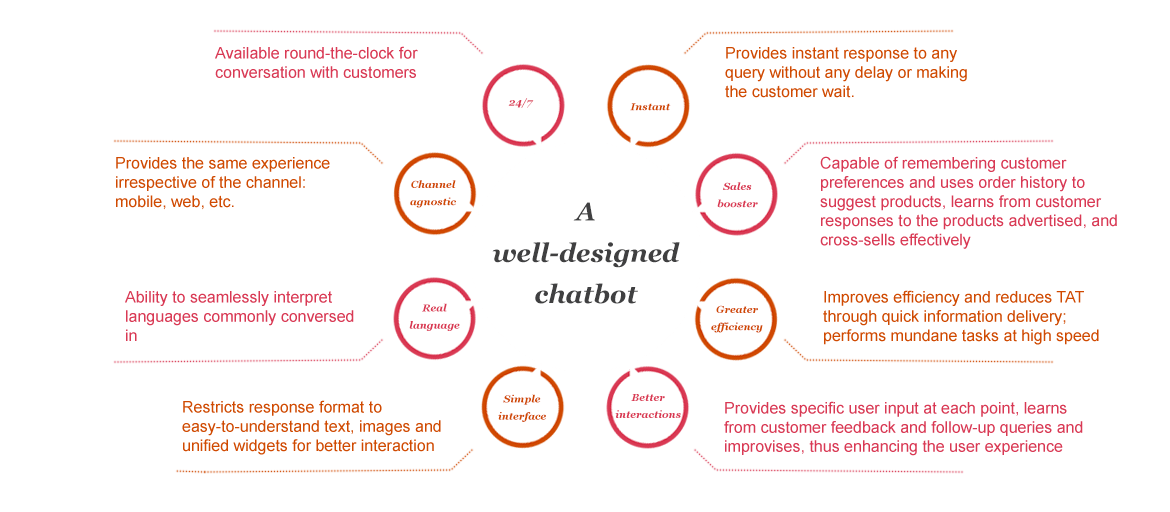 Available round-the-clock for
conversation with customers
24/7
Instant
Provides instant response to any
query without any delay or making
the customer wait.
Provides the same experience
irrespective of the channel:
mobile, web, etc.
Channel
agnostic
Sales
booster
Capable of remembering customer
preferences and uses order history to
suggest products, learns from customer
responses to the products advertised, and
cross-sells effectively
A
well-designed
chatbot
Ability to seamlessly interpret
languages commonly conversed
in
Real
language
Greater
efficiency
Improves efficiency and reduces TAT
through quick information delivery;
performs mundane tasks at high speed
Restricts response format to
easy-to-understand text, images and
unified widgets for better interaction
Simple
interface
Better
interactions
Provides specific user input at each point, learns
from customer feedback and follow-up queries and
improvises, thus enhancing the user experience